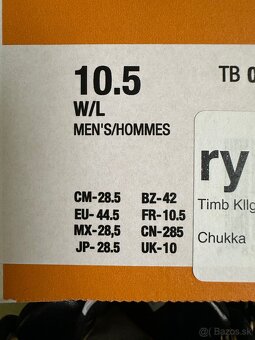 10.5
TB
W/L
MEN'S/HOMMES
ry
CM-28.5 BZ-42
Timb Kllg
EU- 44.5 FR-10.5
MX-28,5 CN-285
Chukka
JP- 28.5 UK-10
Bazos.sk